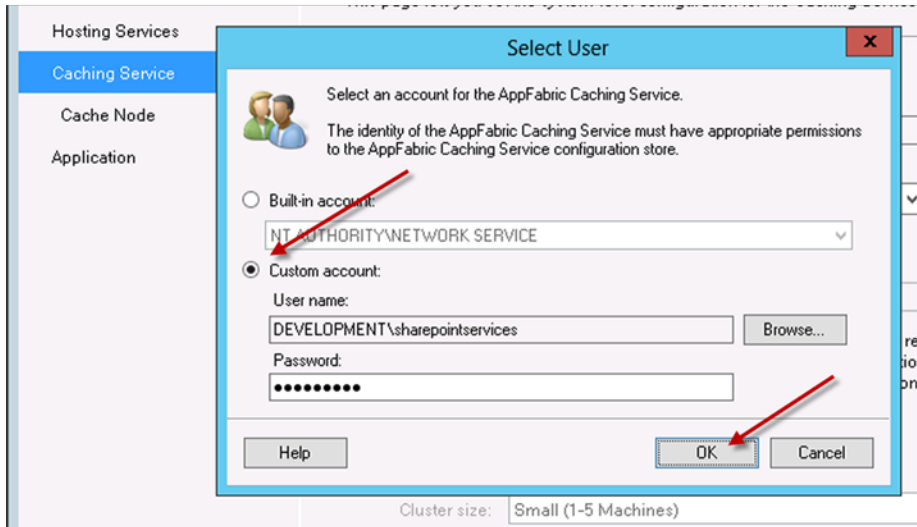 Hosting Services
Caching Service
Cache Node
Application
Select User
x
Select an account for the AppFabric Caching Service.
The identity of the AppFabric Caching Service must have appropriate permissions
to the AppFabric Caching Service configuration store.
Built-in account:
NT AUTHORITY\NETWORK SERVICE
Custom account:
User name:
DEVELOPMENT\sharepointservices
Browse...
Password:
•••••••••
Help
OK
Cancel
Cluster size:
Small (1-5 Machines)